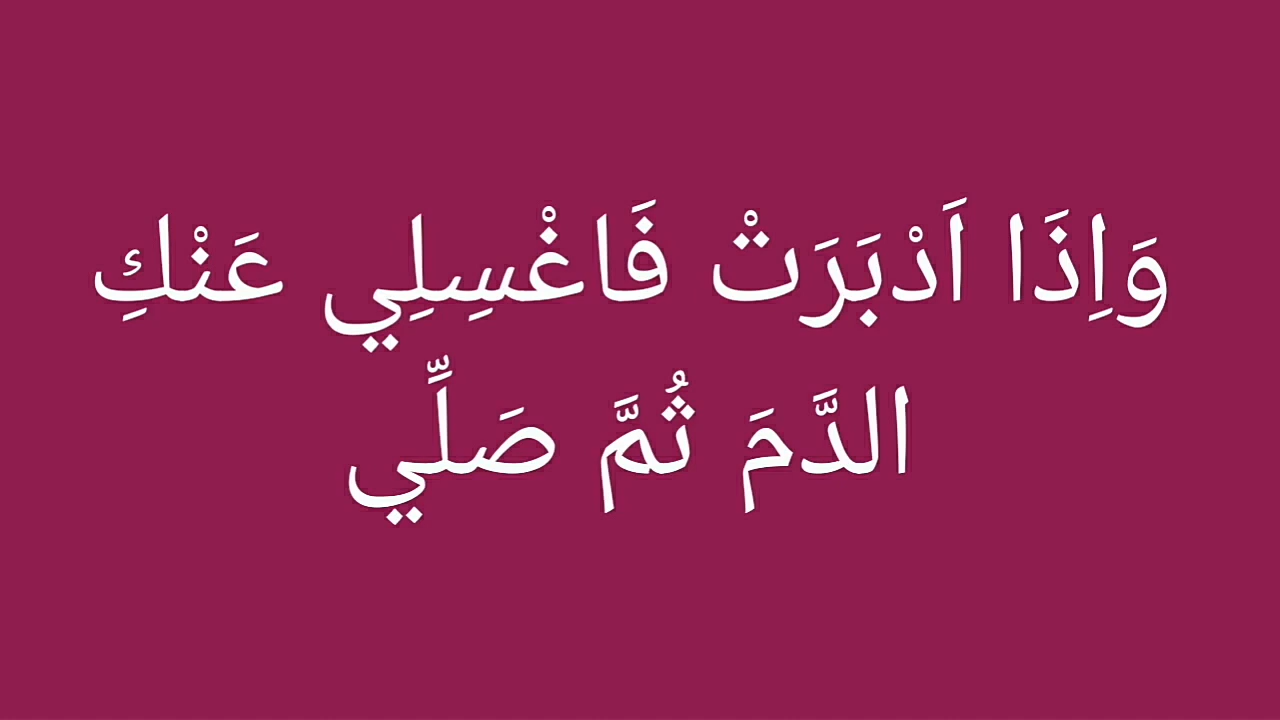 وَاِذَا اَدْبَرَتْ فَاغْسِلِي عَنْكِ
الدَّمَ ثُمَّ صَلِّي